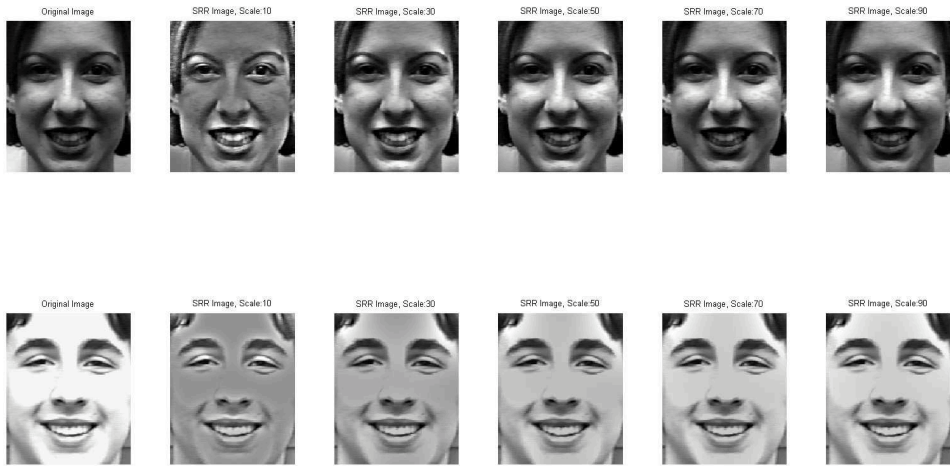 Original Image
SRR Image, Scale:10
SRR Image, Scale:30
SRR Image, Scale:50
SRR Image, Scale:70
SRR Image, Scale:90
Original Image
SRR Image, Scale:10
SRR Image, Scale:30
SRR Image, Scale:50
SRR Image, Scale:70
SRR Image, Scale:90